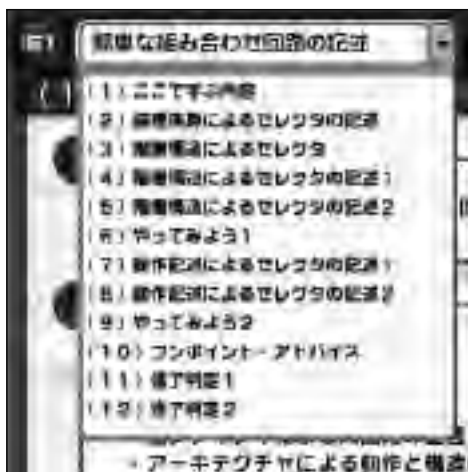 簡単な組み合わせ回路の記述
(1) ここで学ぶ内容
(2) 論理関数によるセレクタの記述
(3) 階層構造によるセレクタ
(4) 階層構造によるセレクタの記述1
(5) 階層構造によるセレクタの記述2
(6) やってみよう1
(7) 動作記述によるセレクタの記述1
(8) 動作記述によるセレクタの記述2
(9) やってみよう2
(10) ワンポイント・アドバイス
(11) 修了判定1
(12) 修了判定2
・アーキテクチャによる動作と構造